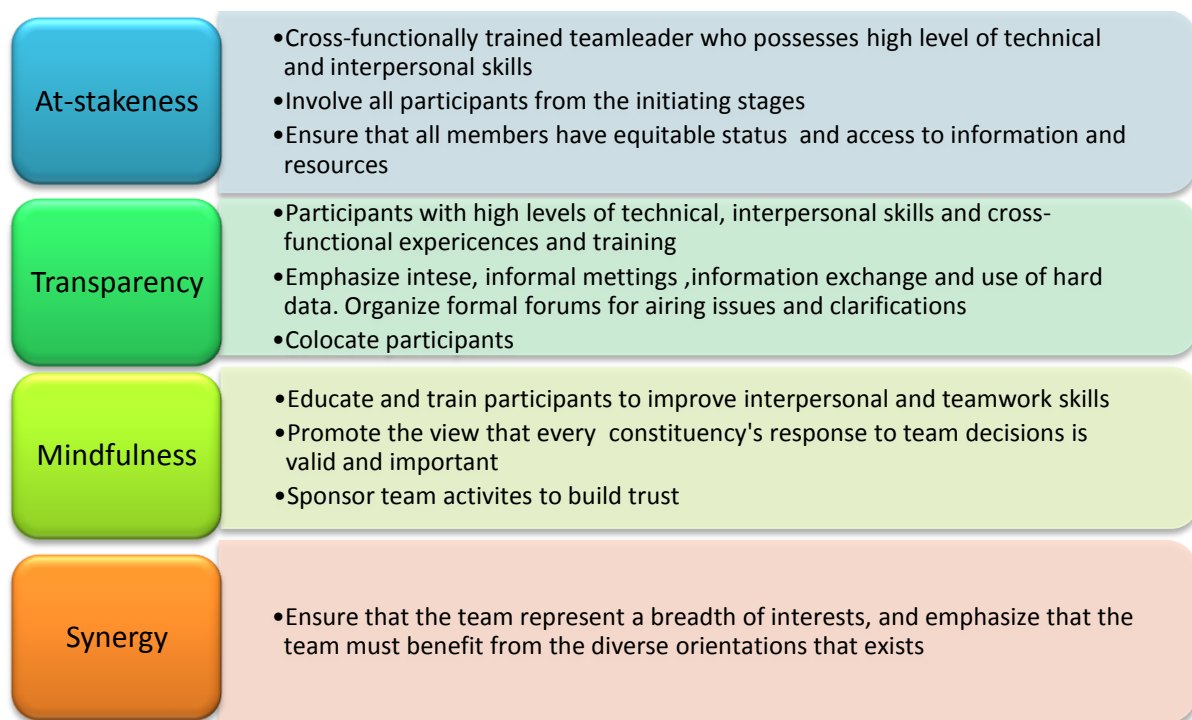 At-stakeness
•Cross-functionally trained teamleader who possesses high level of technical
and interpersonal skills
•Involve all participants from the initiating stages
•Ensure that all members have equitable status and access to information and
resources
Transparency
•Participants with high levels of technical, interpersonal skills and cross-
functional expericences and training
•Emphasize intese, informal mettings ,information exchange and use of hard
data. Organize formal forums for airing issues and clarifications
•Colocate participants
Mindfulness
•Educate and train participants to improve interpersonal and teamwork skills
•Promote the view that every constituency's response to team decisions is
valid and important
•Sponsor team activites to build trust
Synergy
•Ensure that the team represent a breadth of interests, and emphasize that the
team must benefit from the diverse orientations that exists